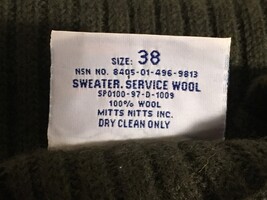 SIZE: 38
NSN NO. 8405-01-496-9813
SWEATER. SERVICE WOOL
SPO100-97-D-1009
100% WOOL
MITTS NITTS INC.
DRY CLEAN ONLY